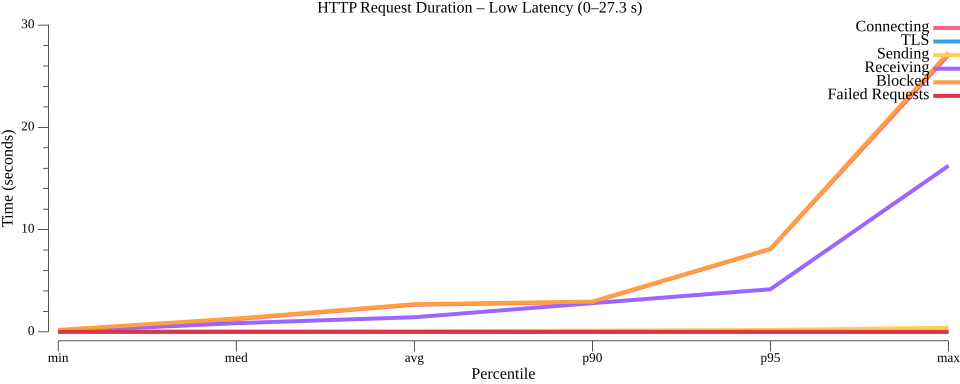 HTTP Request Duration – Low Latency (0–27.3 s)
Connecting
TLS
Sending
Receiving
Blocked
Failed Requests
Time (seconds)
30
20
10
0
min med avg p90 p95 max
Percentile